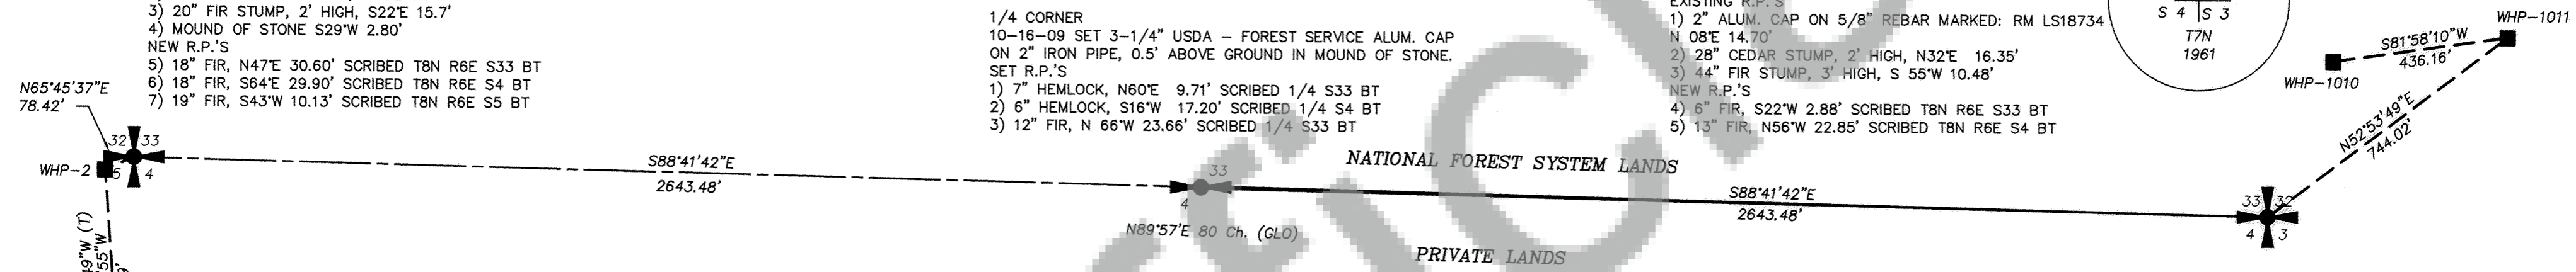 3) 20" FIR STUMP, 2' HIGH, S22°E 15.7'
4) MOUND OF STONE S29°W 2.80'
NEW R.P.'S
5) 18" FIR, N47°E 30.60' SCRIBED T8N R6E S33 BT
6) 18" FIR, S64°E 29.90' SCRIBED T8N R6E S4 BT
7) 19" FIR, S43°W 10.13' SCRIBED T8N R6E S5 BT
N65°45'37"E
78.42'
32 33
5 4
WHP-2
S88°41'42"E
2643.48'
1/4 CORNER
10-16-09 SET 3-1/4" USDA - FOREST SERVICE ALUM. CAP
ON 2" IRON PIPE, 0.5' ABOVE GROUND IN MOUND OF STONE.
SET R.P.'S
1) 7" HEMLOCK, N60°E 9.71' SCRIBED 1/4 S33 BT
2) 6" HEMLOCK, S16°W 17.20' SCRIBED 1/4 S4 BT
3) 12" FIR, N 66°W 23.66' SCRIBED 1/4 S33 BT
33
4
N89°57'E 80 Ch. (GLO)
NATIONAL FOREST SYSTEM LANDS
S88°41'42"E
2643.48'
PRIVATE LANDS
EXISTING R.P.'S
1) 2" ALUM. CAP ON 5/8" REBAR MARKED: RM LS18734
N 08°E 14.70'
2) 28" CEDAR STUMP, 2' HIGH, N32°E 16.35'
3) 44" FIR STUMP, 3' HIGH, S 55°W 10.48'
NEW R.P.'S
4) 6" FIR, S22°W 2.88' SCRIBED T8N R6E S33 BT
5) 13" FIR, N56°W 22.85' SCRIBED T8N R6E S4 BT
S 4 S 3
T7N
1961
WHP-1011
S81°58'10"W
436.16'
WHP-1010
N52°53'49"E
744.02'
33 32
4 3